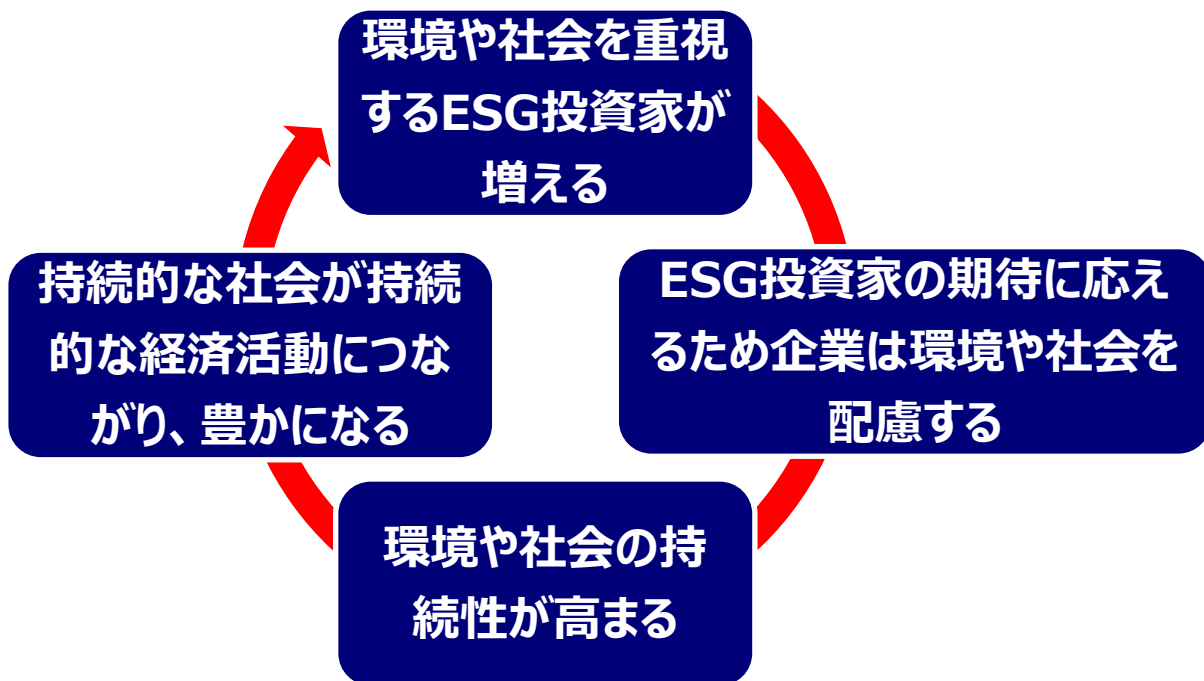 環境や社会を重視
するESG投資家が
増える
ESG投資家の期待に応え
るため企業は環境や社会を
配慮する
環境や社会の持
続性が高まる
持続的な社会が持続
的な経済活動につな
がり、豊かになる